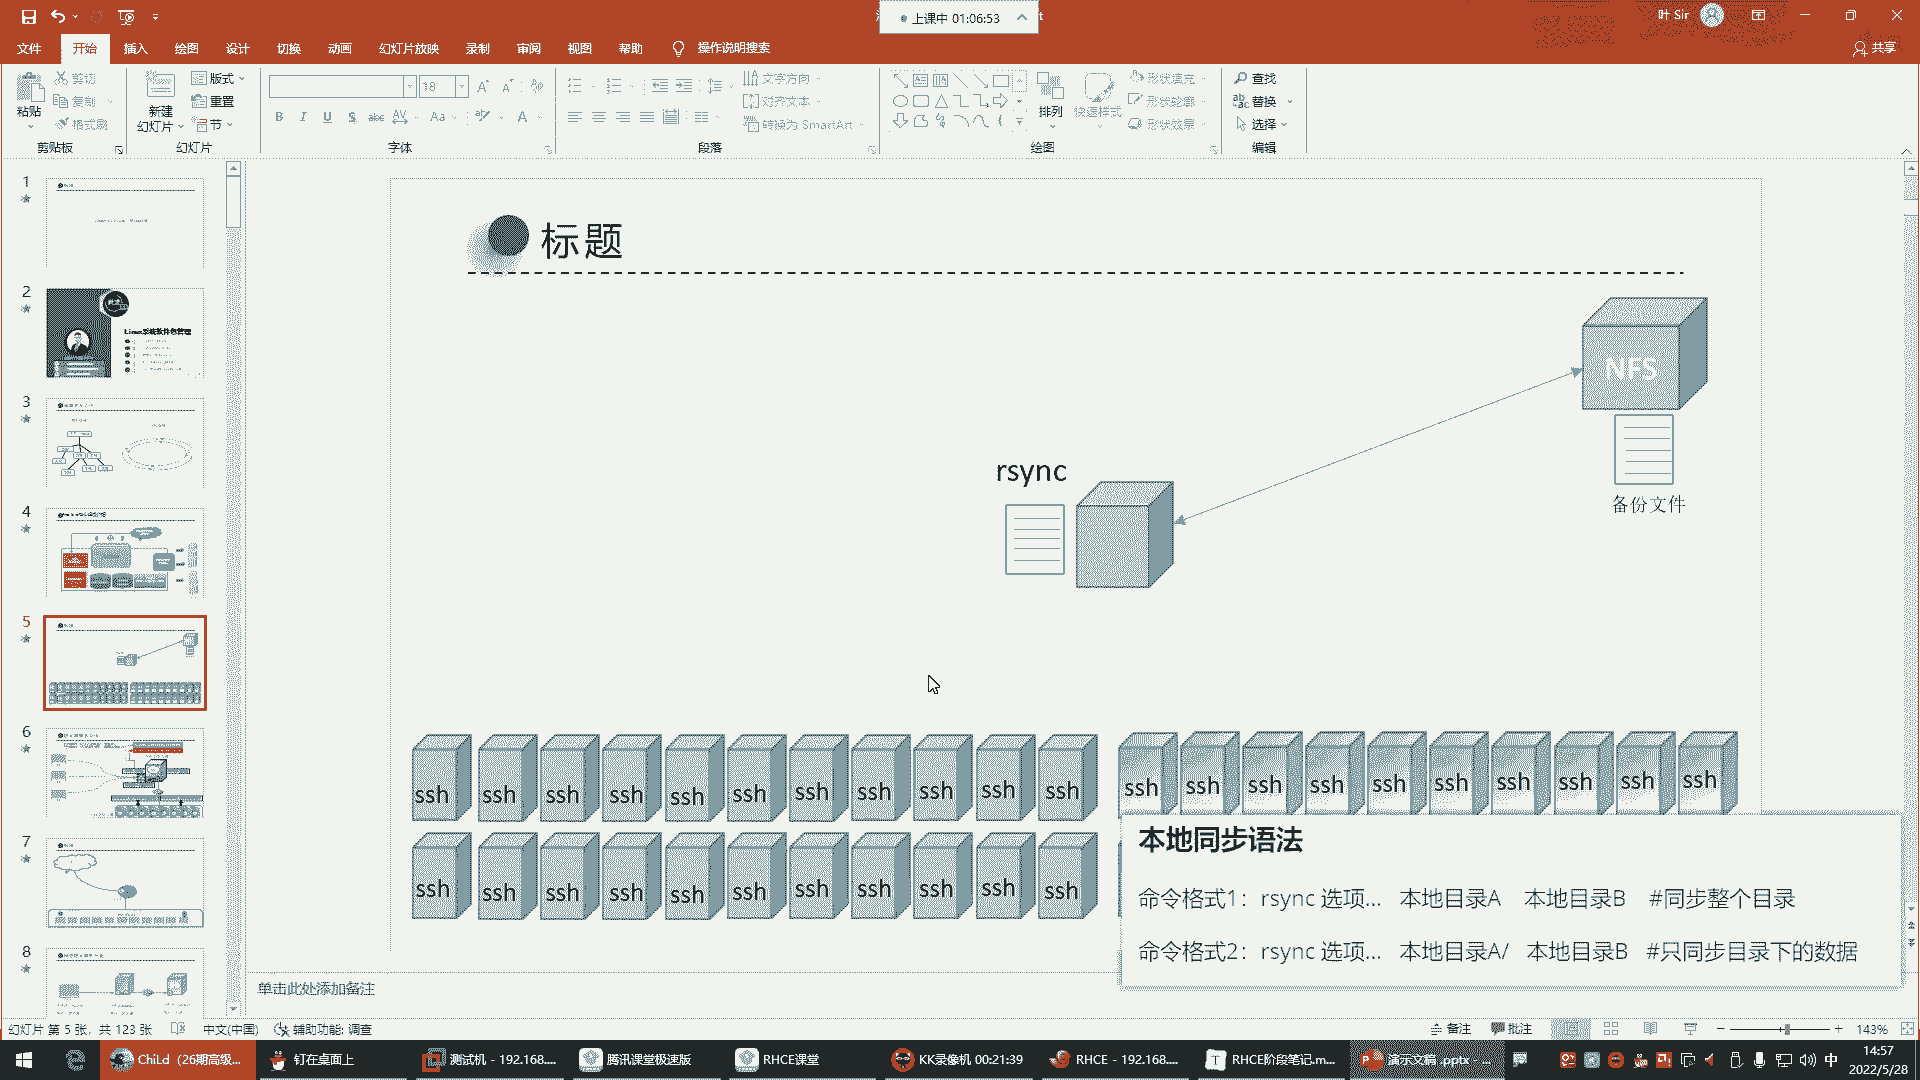 上课中 01:06:53
叶 Sir
文件 开始 插入 绘图 设计 切换 动画 幻灯片放映 录制 审阅 视图 帮助 操作说明搜索
共享
粘贴
剪切
复制
格式刷
剪贴板
新建
幻灯片
版式
重置
节
幻灯片
18
B I U S abc AV Aa A
字体
文字方向
对齐文本
转换为 SmartArt
段落
排列
快速样式
形状填充
形状轮廓
形状效果
绘图
查找
替换
选择
编辑
1
2
Linux系统软件包管理
3
4
5
6
7
8
标题
NFS
备份文件
rsync
ssh ssh ssh ssh ssh ssh ssh ssh ssh ssh ssh ssh ssh ssh ssh ssh ssh ssh ssh ssh ssh
ssh ssh ssh ssh ssh ssh ssh ssh ssh ssh ssh
本地同步语法
命令格式1：rsync 选项... 本地目录A 本地目录B #同步整个目录
命令格式2：rsync 选项... 本地目录A/ 本地目录B #只同步目录下的数据
单击此处添加备注
幻灯片 第 5 张，共 123 张 中文(中国) 辅助功能: 调查
备注 批注 143%
ChiLd（26期高级... 钉在桌面上 测试机 - 192.168.... 腾讯课堂极速版 RHCE课堂 KK录像机 00:21:39 RHCE - 192.168.... RHCE阶段笔记.m... 演示文稿 .pptx - ...
中
14:57
2022/5/28